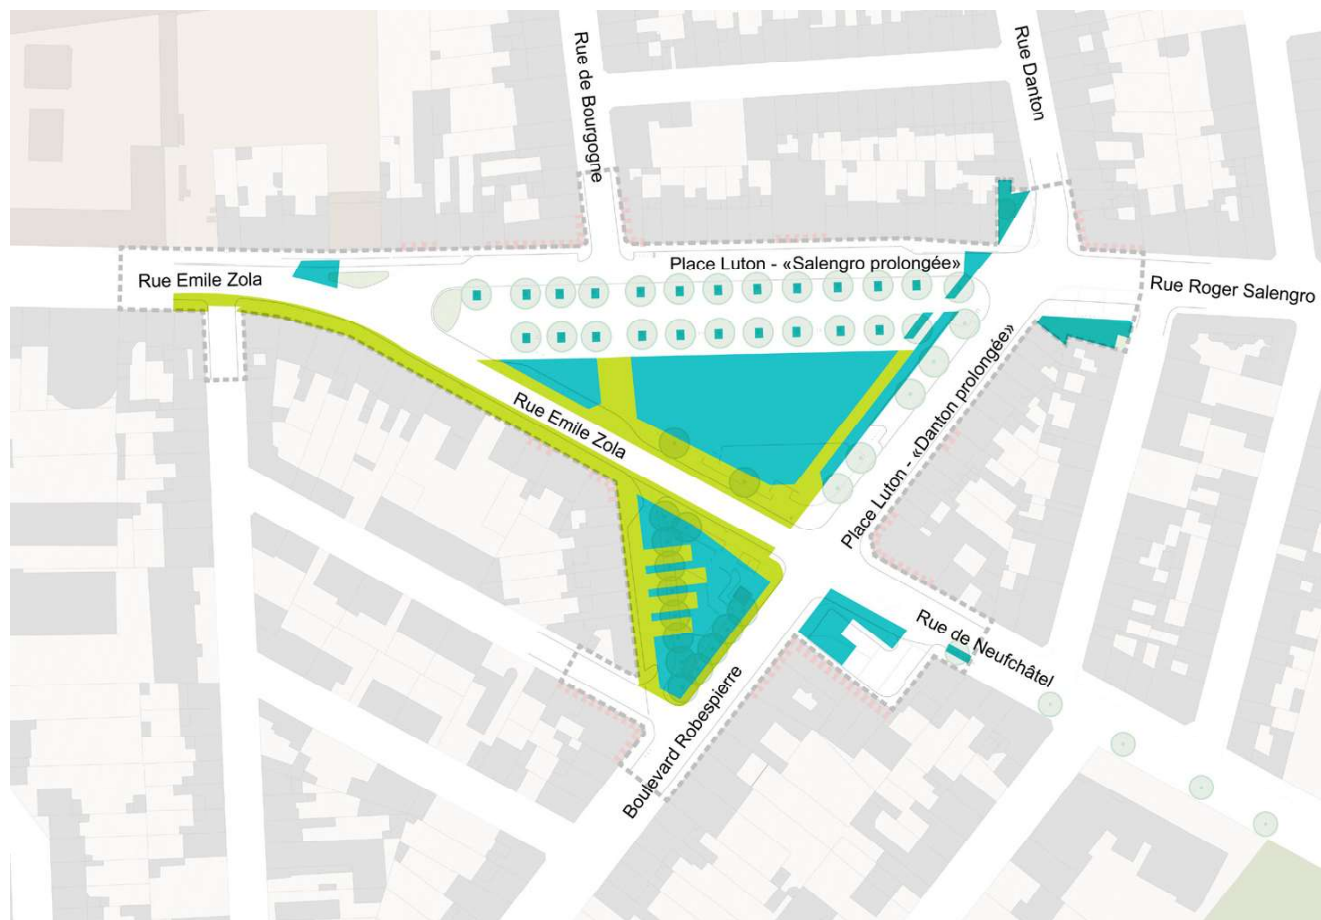 Rue de Bourgogne
Rue Danton
Place Luton - «Salengro prolongée»
Rue Emile Zola
Rue Roger Salengro
Rue Emile Zola
Place Luton - «Danton prolongée»
Rue de Neufchâtel
Boulevard Robespierre